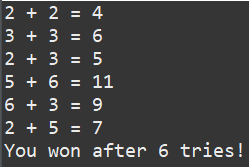 2 + 2 = 4
3 + 3 = 6
2 + 3 = 5
5 + 6 = 11
6 + 3 = 9
2 + 5 = 7
You won after 6 tries!